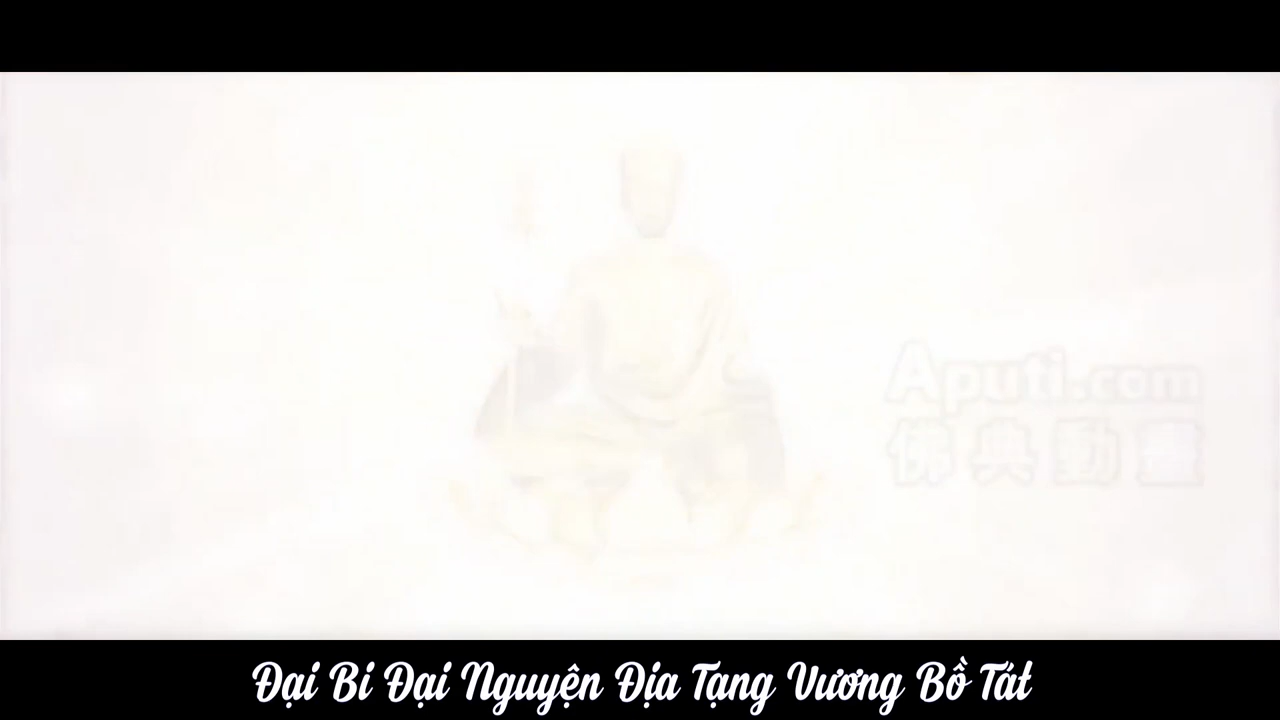 Aputi.com
佛典動畫
Đại Bi Đại Nguyện Địa Tạng Vương Bồ Tát